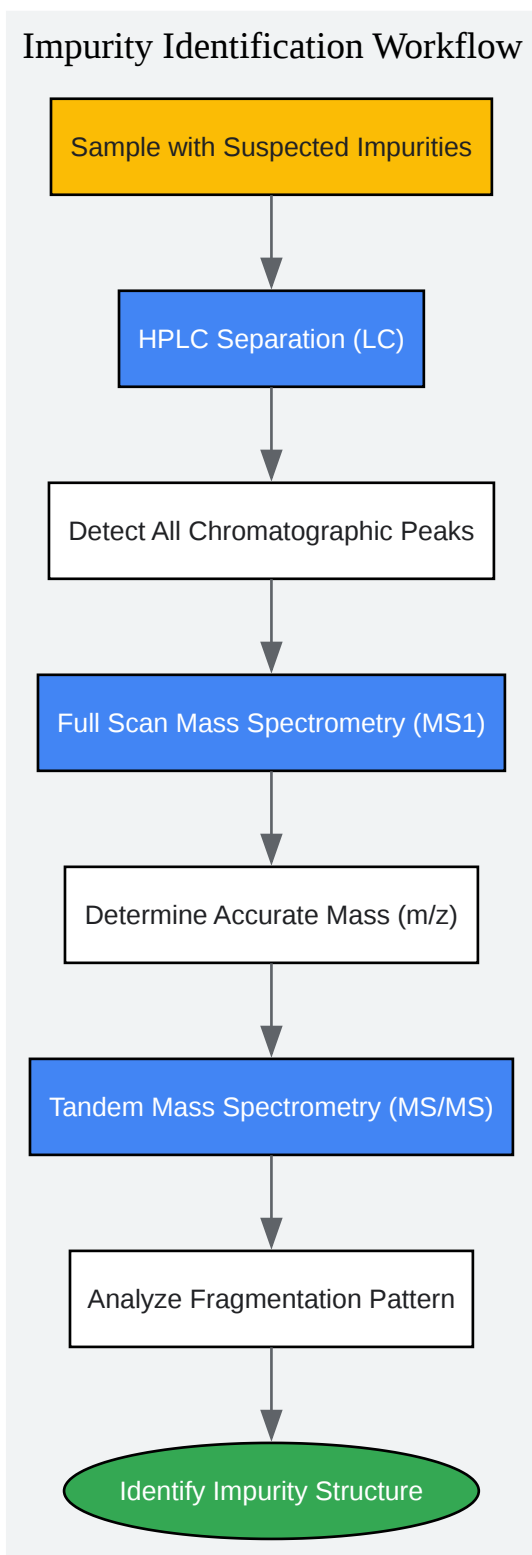 Impurity Identification Workflow
Sample with Suspected Impurities
HPLC Separation (LC)
Detect All Chromatographic Peaks
Full Scan Mass Spectrometry (MS1)
Determine Accurate Mass (m/z)
Tandem Mass Spectrometry (MS/MS)
Analyze Fragmentation Pattern
Identify Impurity Structure